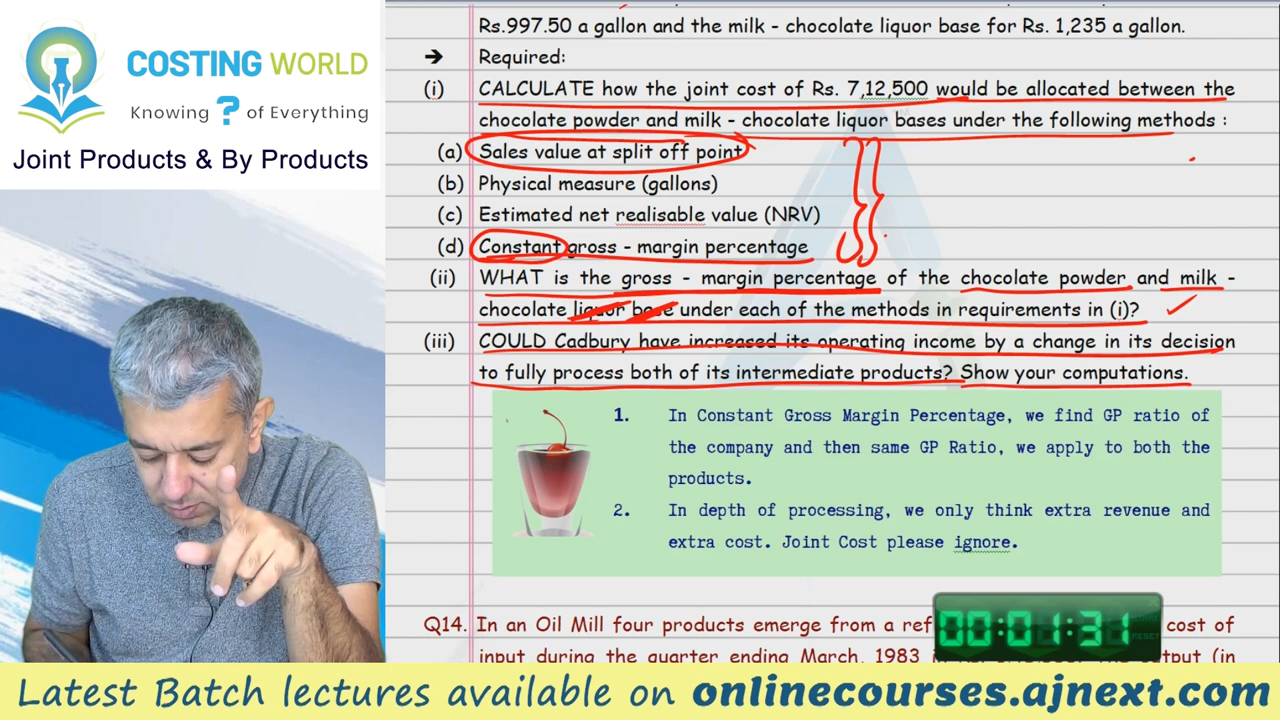 COSTING WORLD
Knowing ? of Everything
Joint Products & By Products
Rs.997.50 a gallon and the milk - chocolate liquor base for Rs. 1,235 a gallon.
➔ Required:
(i) CALCULATE how the joint cost of Rs. 7,12,500 would be allocated between the
chocolate powder and milk - chocolate liquor bases under the following methods :
(a) Sales value at split off point
(b) Physical measure (gallons)
(c) Estimated net realisable value (NRV)
(d) Constant gross - margin percentage
(ii) WHAT is the gross - margin percentage of the chocolate powder and milk -
chocolate liquor base under each of the methods in requirements in (i)?
(iii) COULD Cadbury have increased its operating income by a change in its decision
to fully process both of its intermediate products? Show your computations.
1. In Constant Gross Margin Percentage, we find GP ratio of
the company and then same GP Ratio, we apply to both the
products.
2. In depth of processing, we only think extra revenue and
extra cost. Joint Cost please ignore.
Q14. In an Oil Mill four products emerge from a ref cost of
input during the quarter ending March, 1983 output (in
00:01:31
RESET
Latest Batch lectures available on onlinecourses.ajnext.com